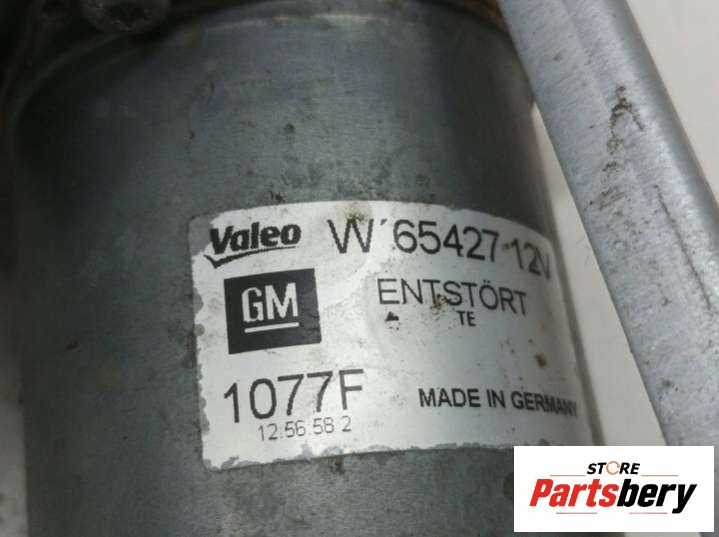 Valeo W 65427 12V
GM ENTSTÖRT
TE
1077F MADE IN GERMANY
12:56 58 2
STORE
Partsbery